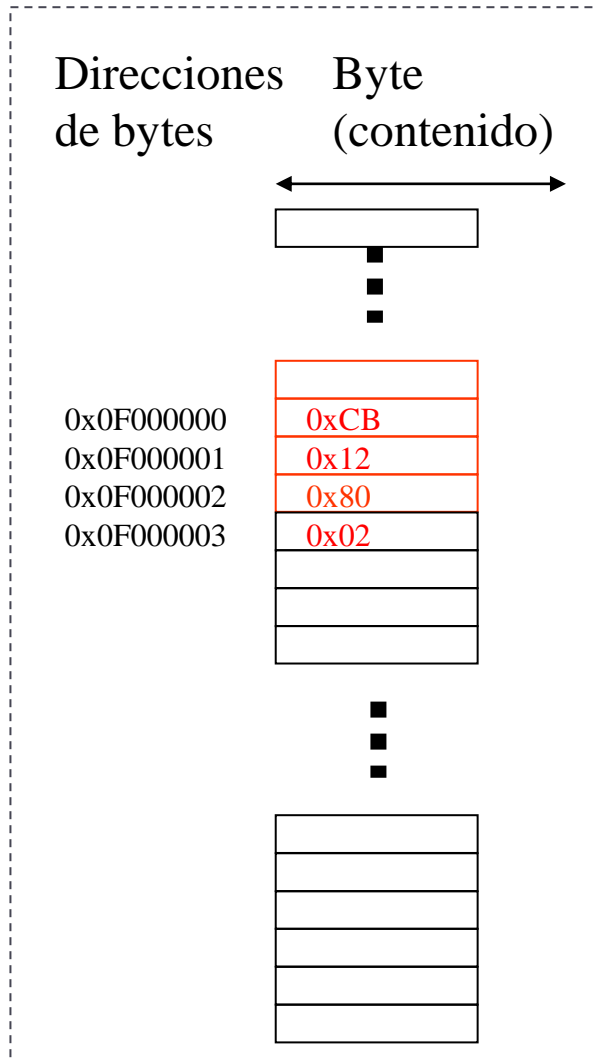 Direcciones Byte
de bytes (contenido)
0x0F000000 0xCB
0x0F000001 0x12
0x0F000002 0x80
0x0F000003 0x02